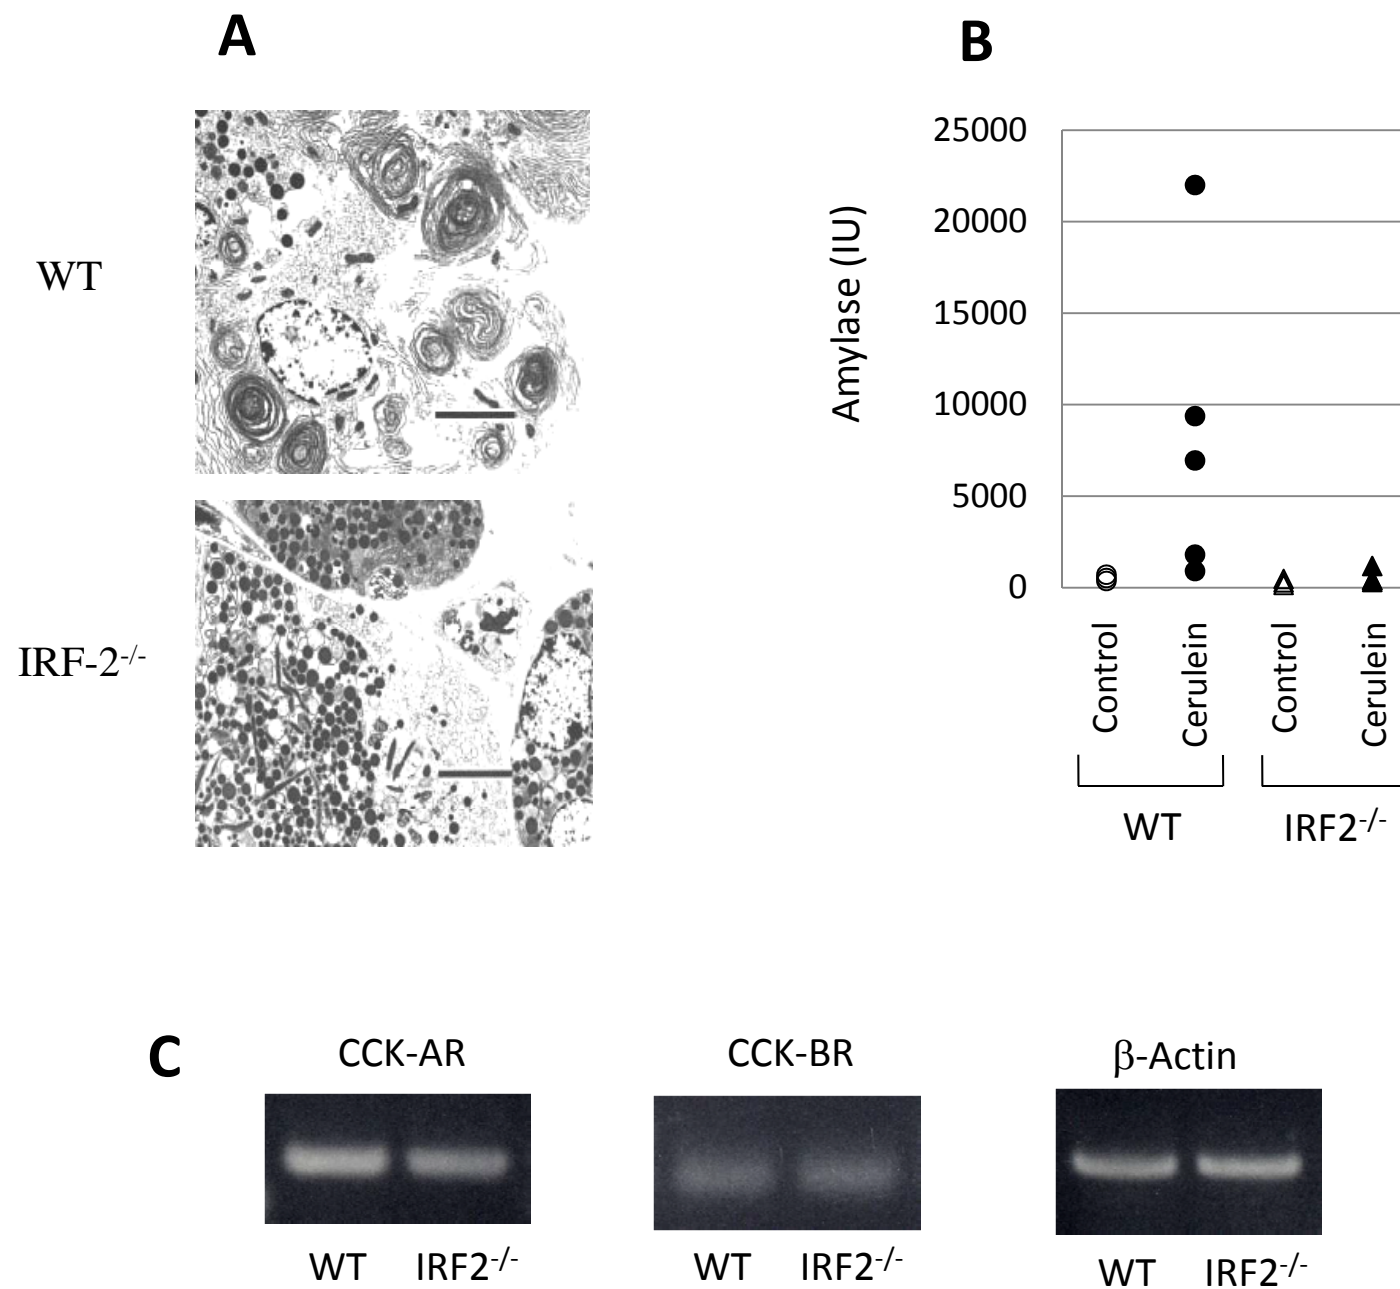 A
B
WT
IRF-2-/-
Amylase (IU)
25000
20000
15000
10000
5000
0
Control
Cerulein
Control
Cerulein
WT
IRF2-/-
C
CCK-AR
CCK-BR
β-Actin
WT
IRF2-/-
WT
IRF2-/-
WT
IRF2-/-